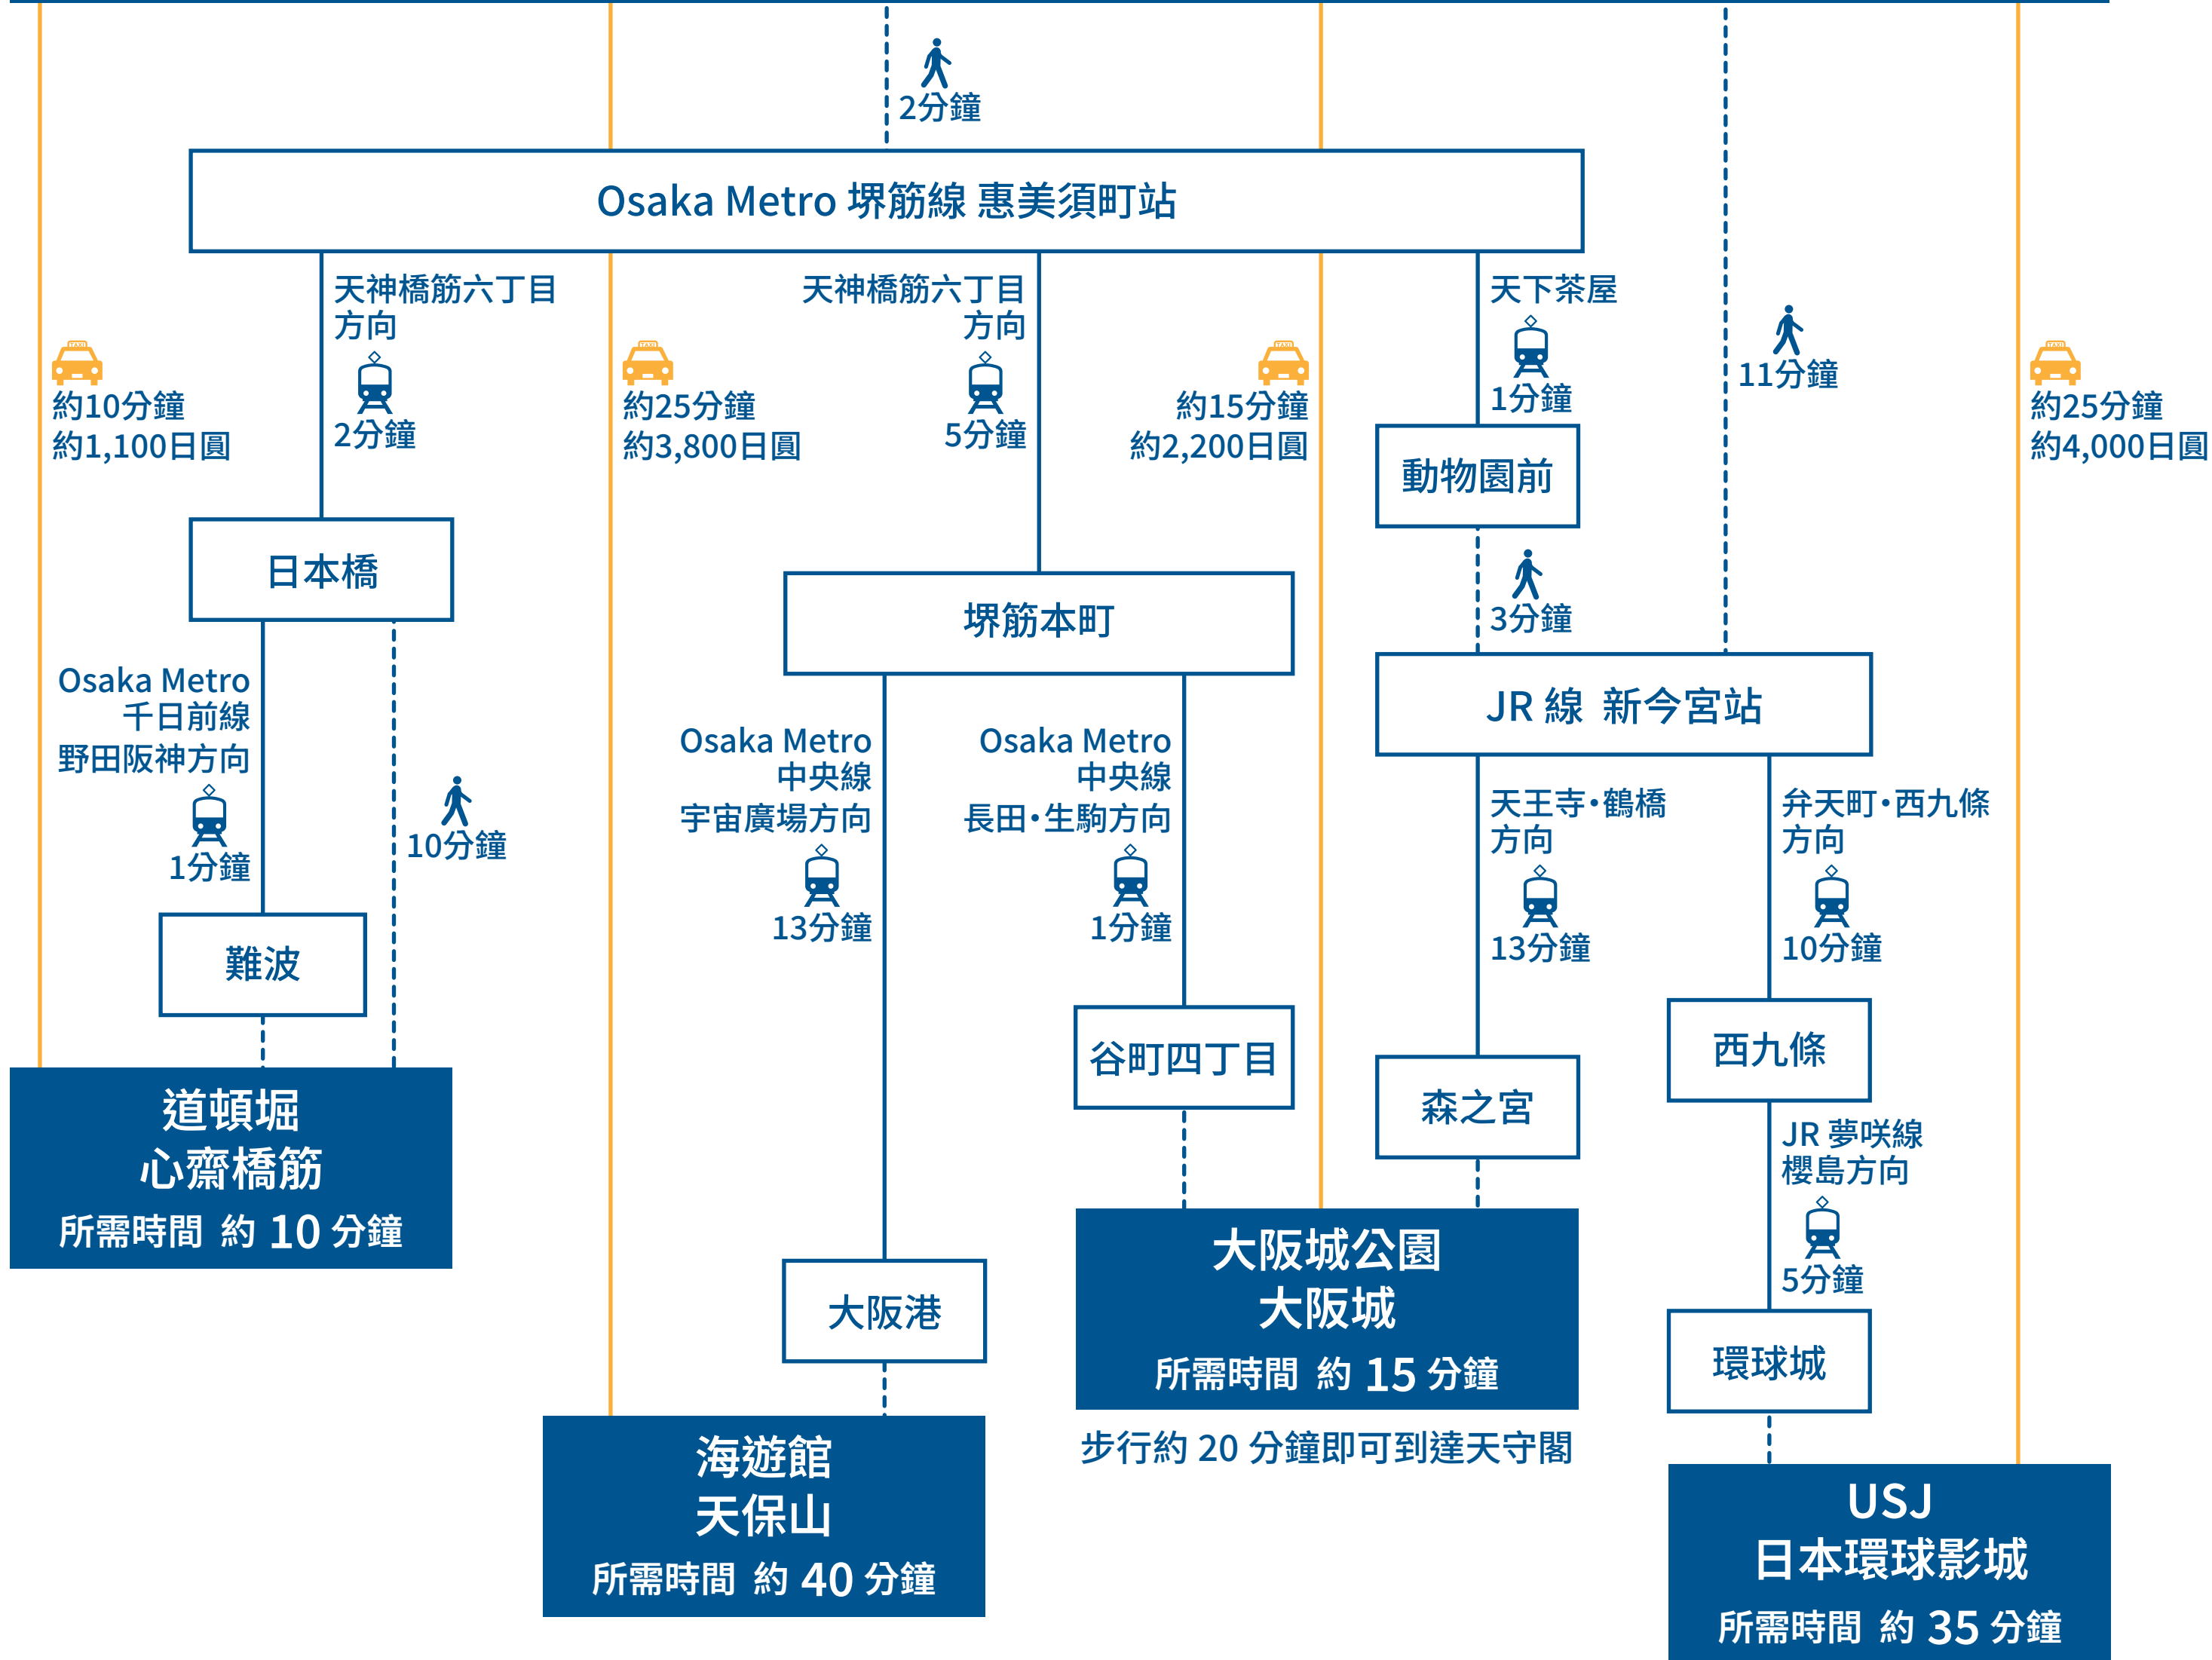 2分鐘
Osaka Metro 堺筋線 惠美須町站
約10分鐘
約1,100日圓
天神橋筋六丁目
方向
2分鐘
約25分鐘
約3,800日圓
天神橋筋六丁目
方向
5分鐘
約15分鐘
約2,200日圓
天下茶屋
1分鐘
11分鐘
約25分鐘
約4,000日圓
動物園前
3分鐘
日本橋
堺筋本町
JR 線 新今宮站
Osaka Metro
千日前線
野田阪神方向
1分鐘
10分鐘
Osaka Metro
中央線
宇宙廣場方向
13分鐘
Osaka Metro
中央線
長田・生駒方向
1分鐘
天王寺・鶴橋
方向
13分鐘
弁天町・西九條
方向
10分鐘
難波
谷町四丁目
森之宮
西九條
道頓堀
心齋橋筋
所需時間 約 10 分鐘
JR 夢咲線
櫻島方向
5分鐘
大阪港
大阪城公園
大阪城
所需時間 約 15 分鐘
步行約 20 分鐘即可到達天守閣
環球城
海遊館
天保山
所需時間 約 40 分鐘
USJ
日本環球影城
所需時間 約 35 分鐘